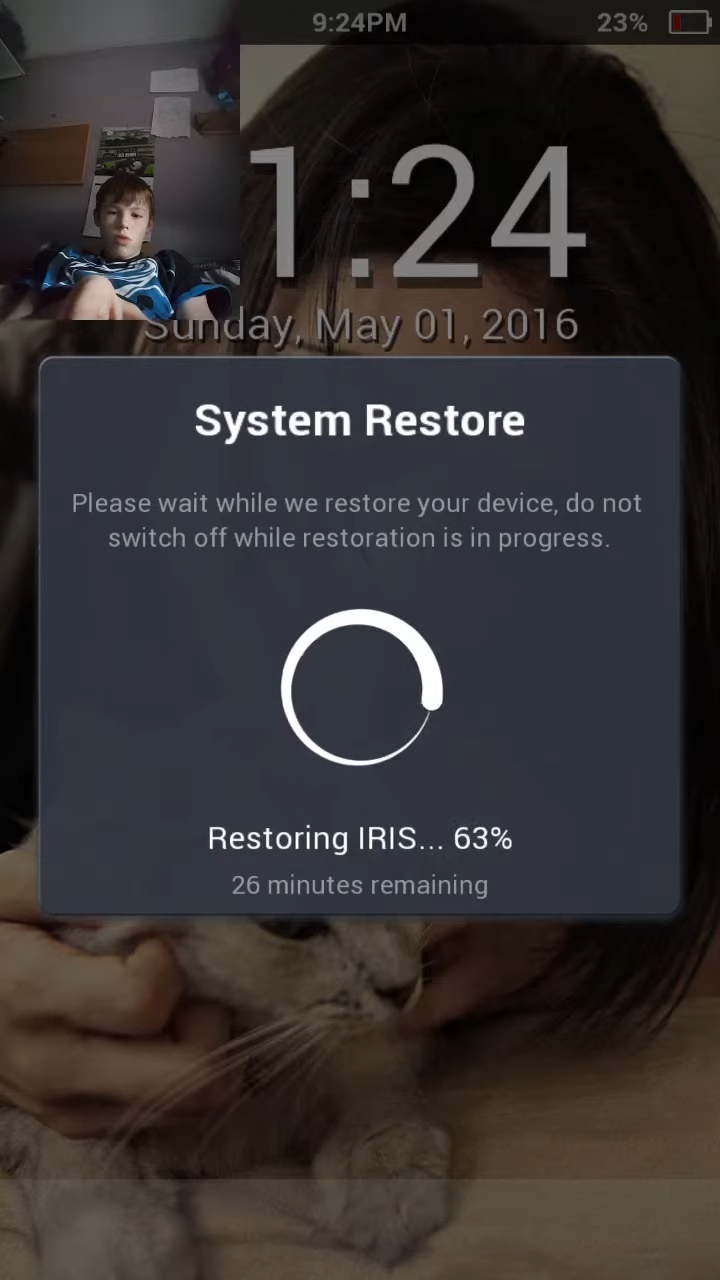 9:24PM 23%
1:24
Sunday, May 01, 2016
System Restore
Please wait while we restore your device, do not
switch off while restoration is in progress.
Restoring IRIS... 63%
26 minutes remaining